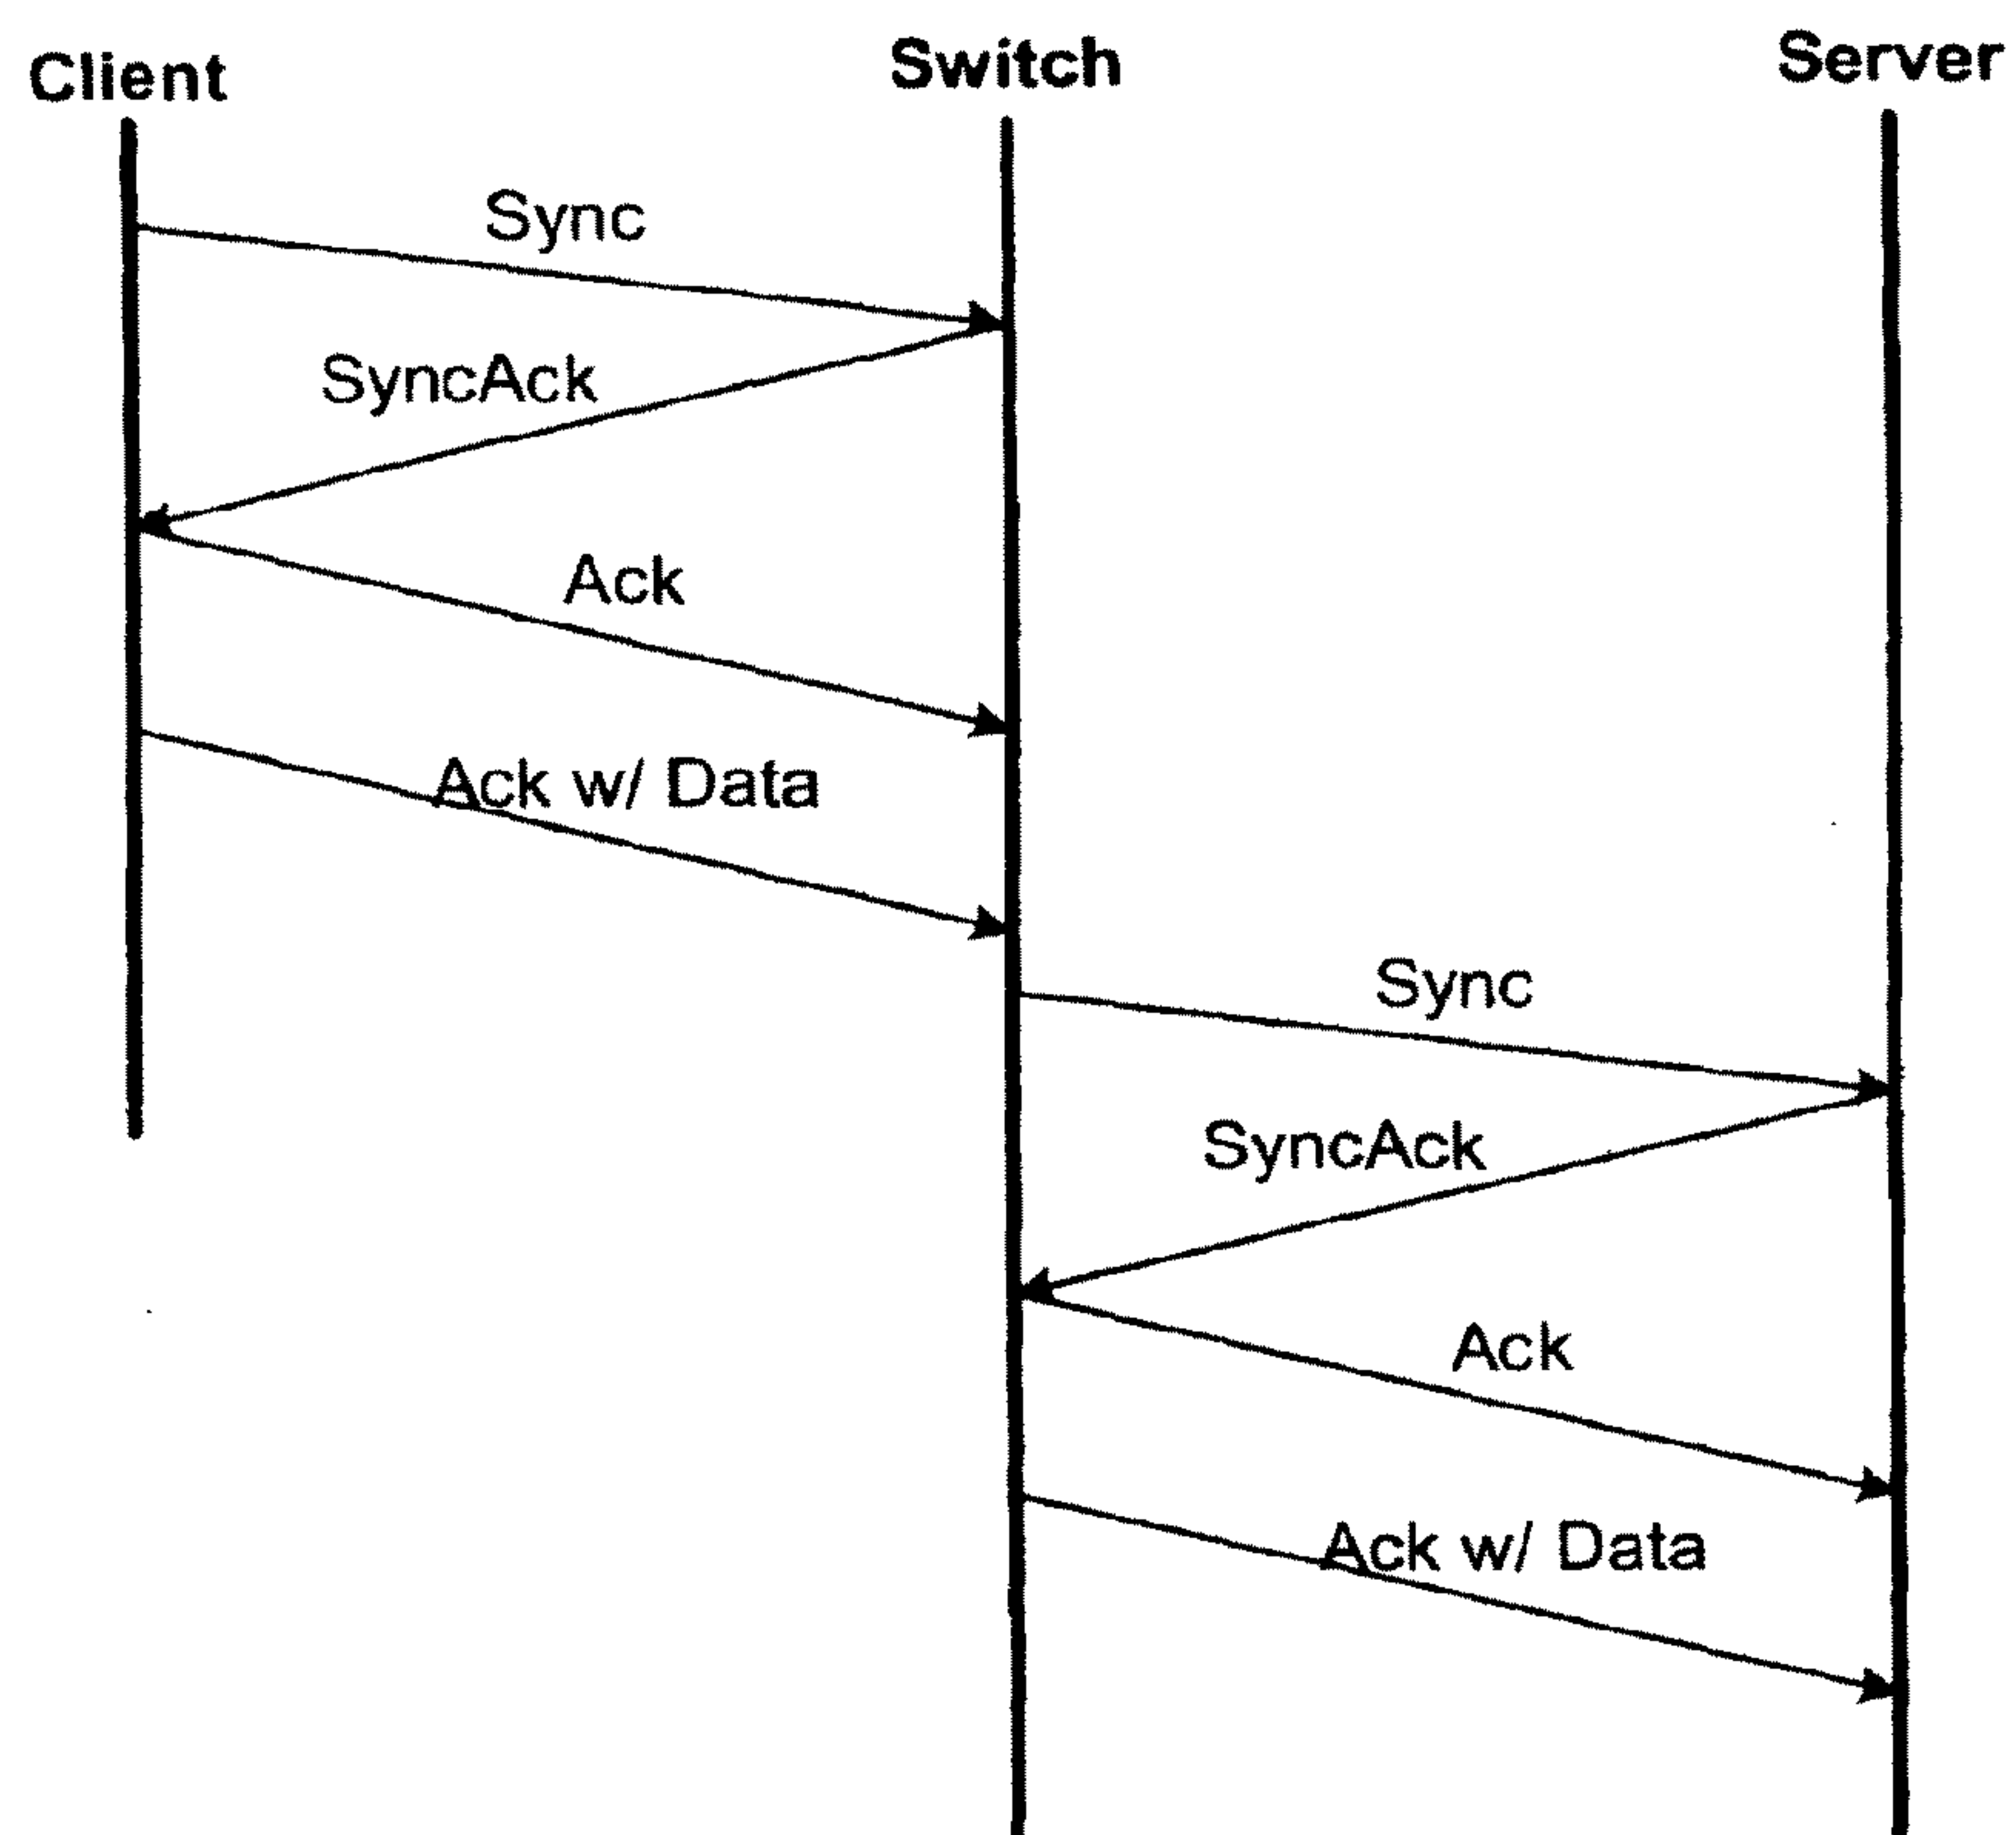 Client
Switch
Server
Sync
SyncAck
Ack
Ack w/ Data
Sync
SyncAck
Ack
Ack w/ Data